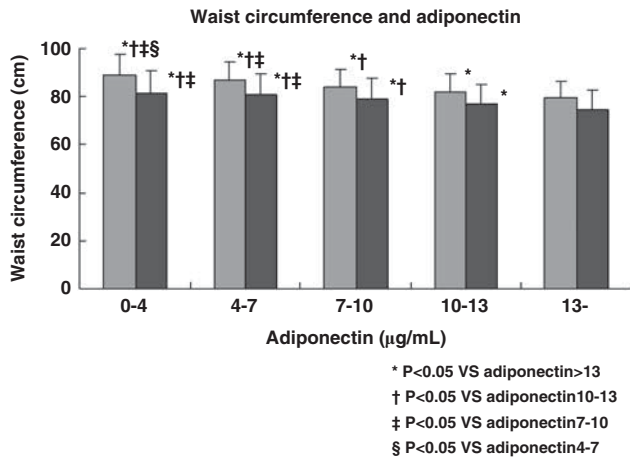 Waist circumference and adiponectin
Waist circumference (cm)
100
80
60
40
20
0
*†‡§
*†‡
*†‡
*†‡
*†
*†
*
*
0-4 4-7 7-10 10-13 13-
Adiponectin (µg/mL)
* P<0.05 VS adiponectin>13
† P<0.05 VS adiponectin10-13
‡ P<0.05 VS adiponectin7-10
§ P<0.05 VS adiponectin4-7